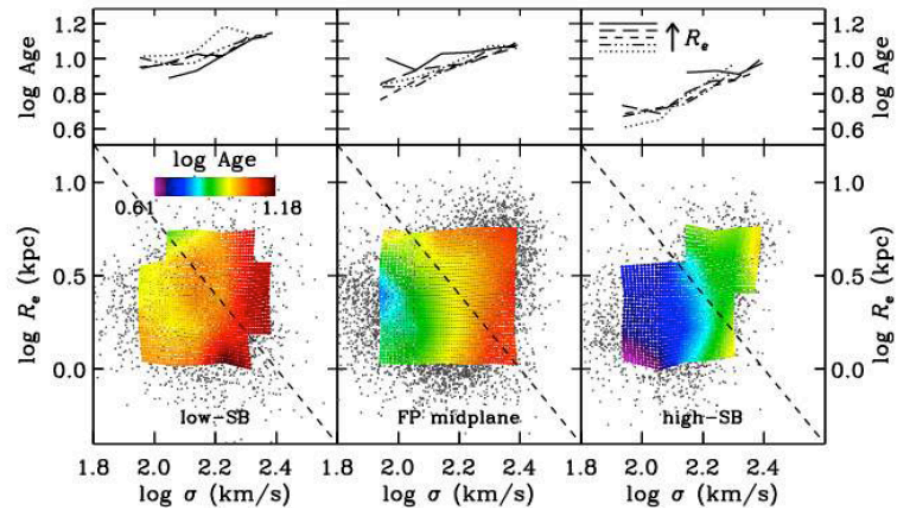 1.2
1.0
0.8
0.6
log Age
R_e
1.2
1.0
0.8
0.6
log Age
log Age
0.61
1.18
1.0
0.5
0.0
log R_e (kpc)
1.0
0.5
0.0
log R_e (kpc)
low-SB
FP midplane
high-SB
1.8 2.0 2.2 2.4
1.8 2.0 2.2 2.4
1.8 2.0 2.2 2.4
log σ (km/s)
log σ (km/s)
log σ (km/s)